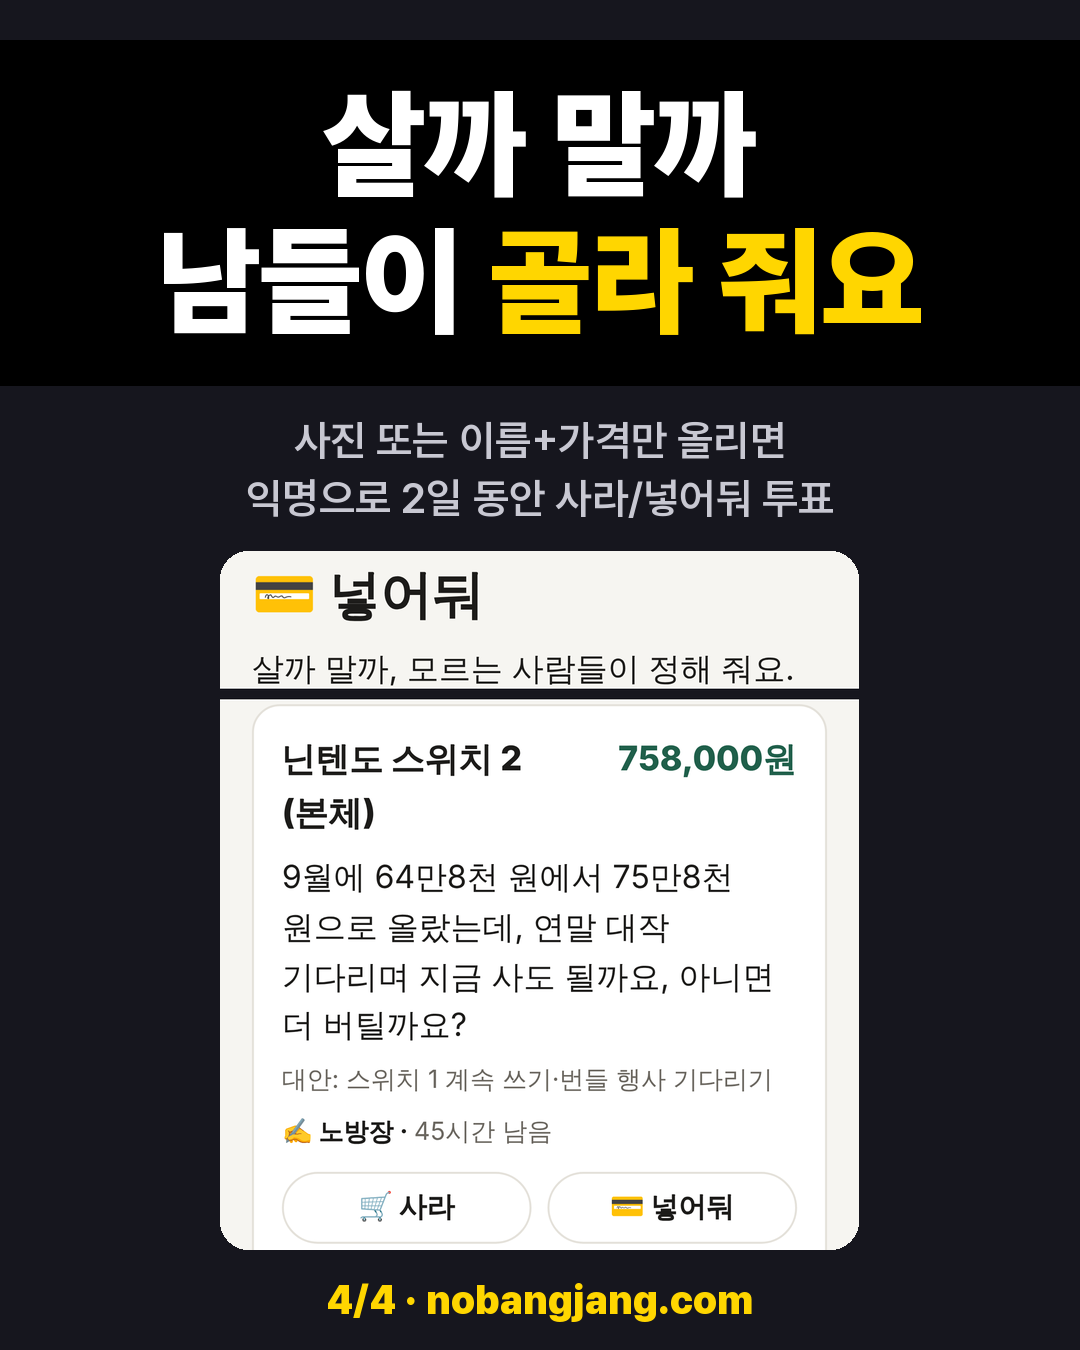 살까 말까
남들이 골라 줘요
사진 또는 이름+가격만 올리면
익명으로 2일 동안 사라/넣어둬 투표
💳 넣어둬
살까 말까, 모르는 사람들이 정해 줘요.
닌텐도 스위치 2 758,000원
(본체)
9월에 64만8천 원에서 75만8천
원으로 올랐는데, 연말 대작
기다리며 지금 사도 될까요, 아니면
더 버틸까요?
대안: 스위치 1 계속 쓰기·번들 행사 기다리기
✍️ 노방장 · 45시간 남음
🛒 사라 💳 넣어둬
4/4 · nobangjang.com